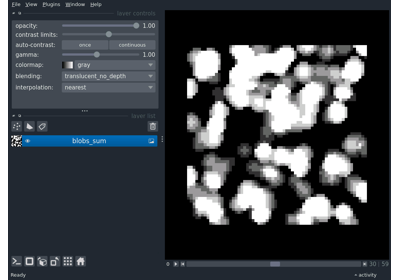 File View Plugins Window Help
layer controls
opacity: 1.00
contrast limits:
auto-contrast: once continuous
gamma: 1.00
colormap: gray
blending: translucent_no_depth
interpolation: nearest
layer list
blobs_sum
30 59
Ready activity